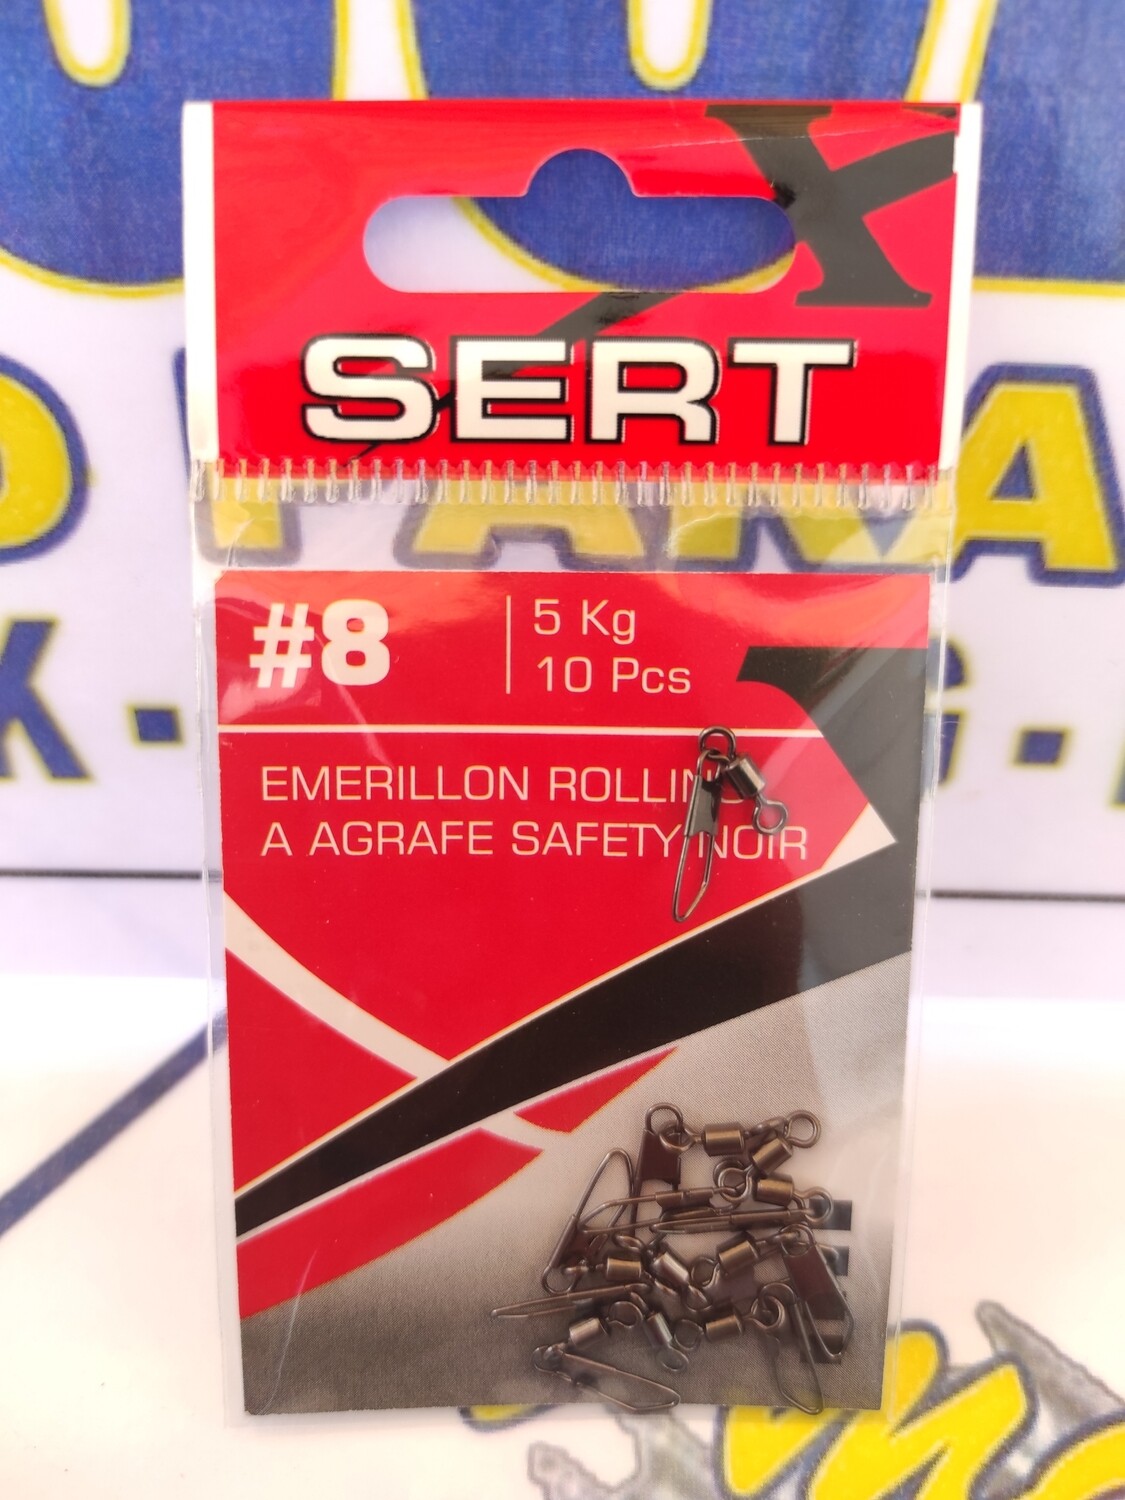 SERT
#8
5 Kg
10 Pcs
EMERILLON ROLLING
A AGRAFE SAFETY NOIR